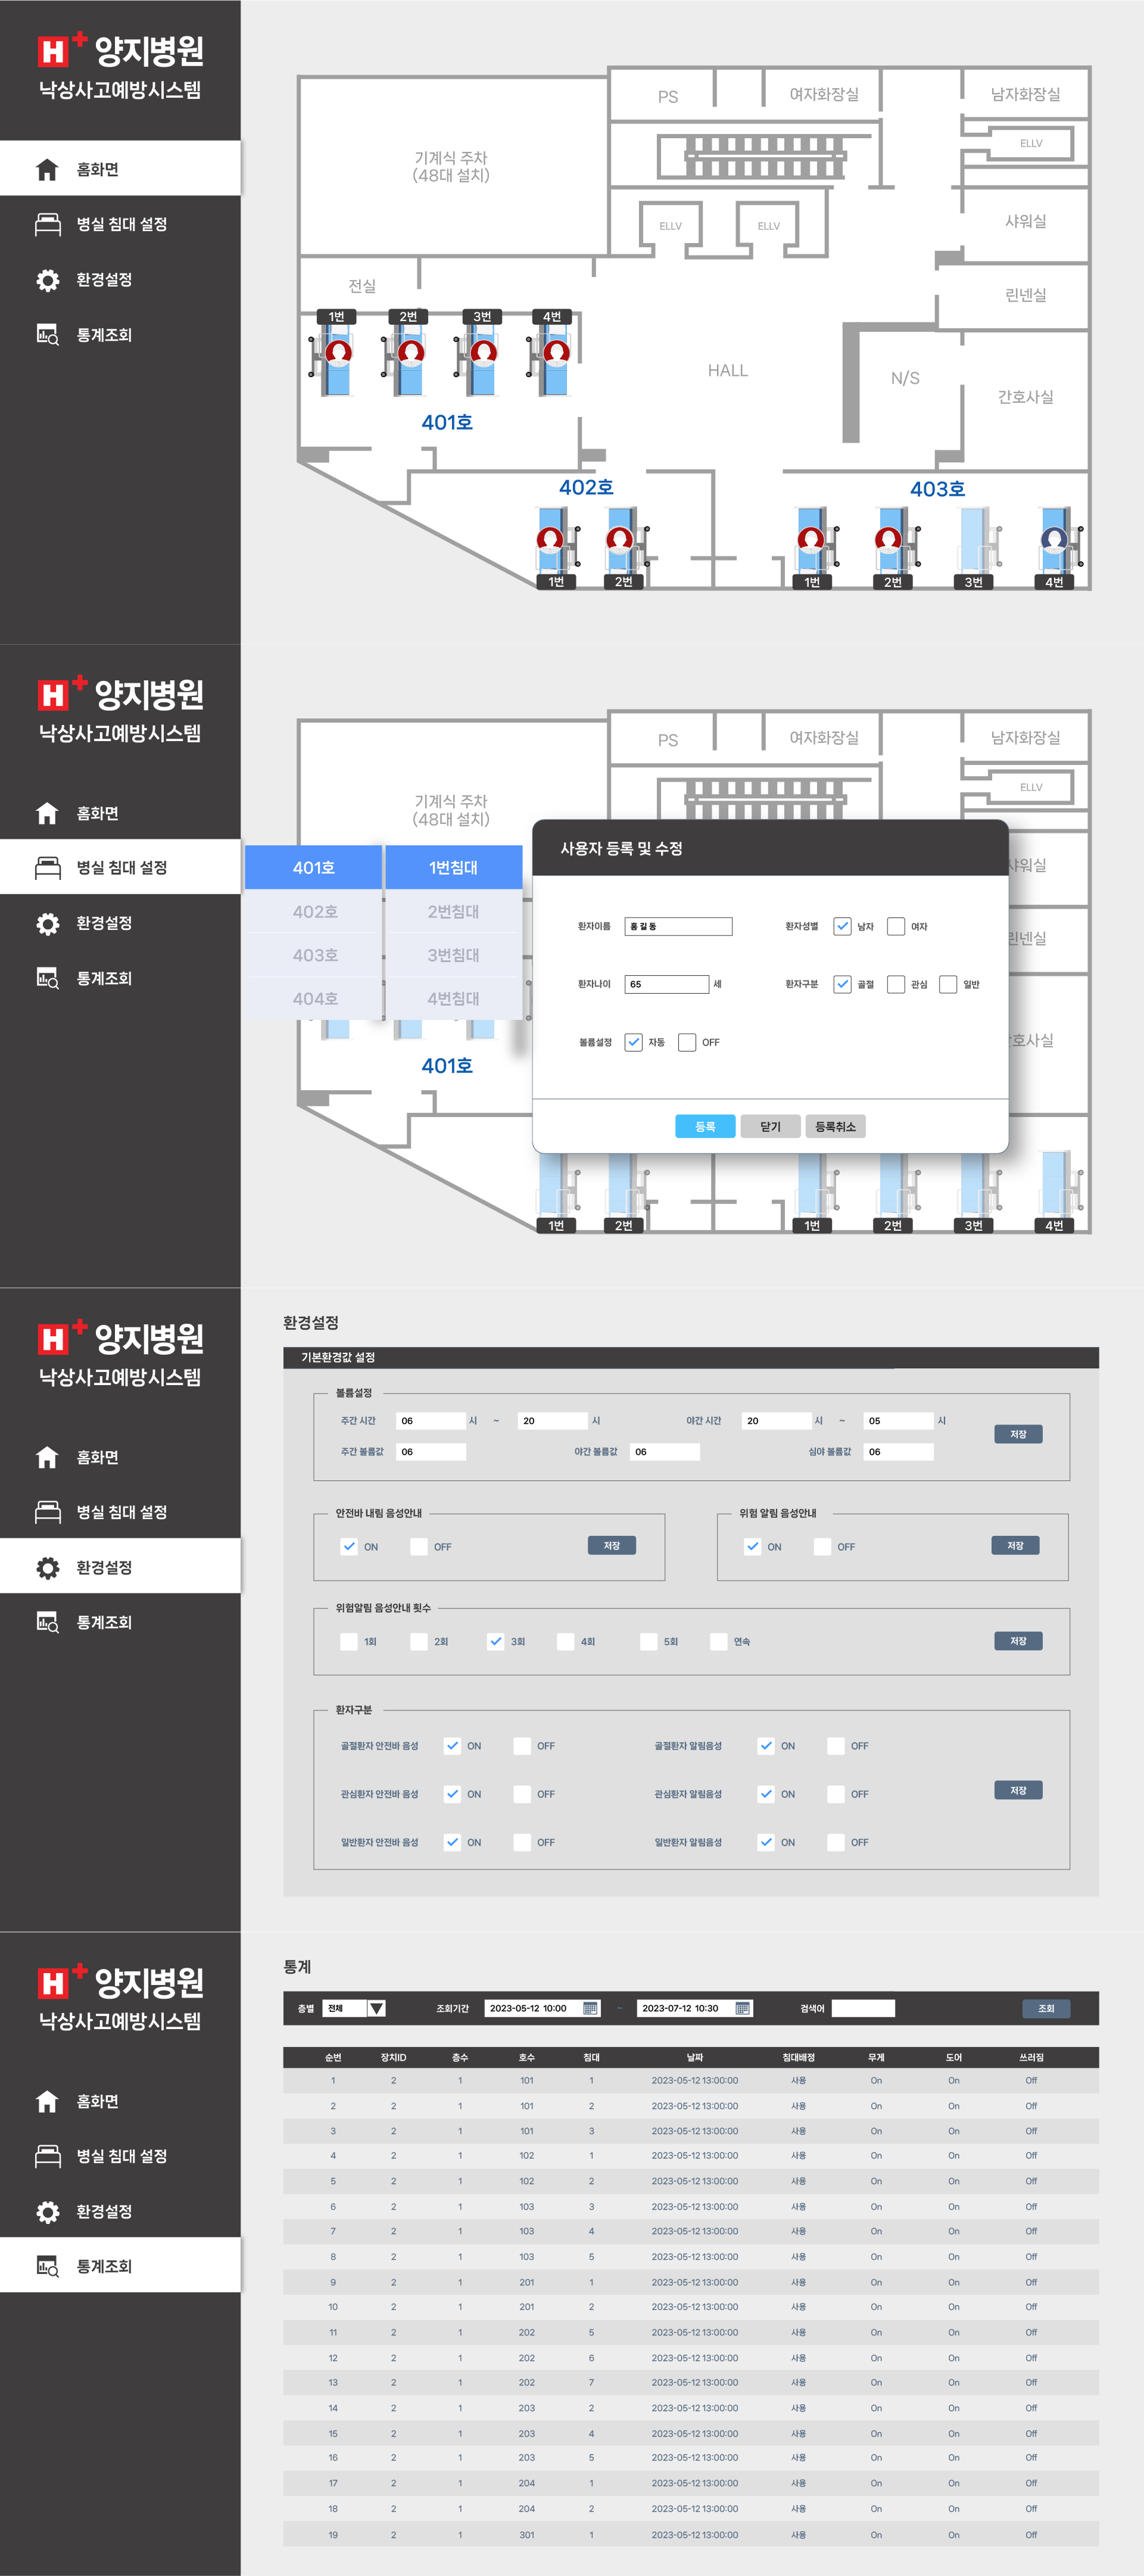 H+ 양지병원
낙상사고예방시스템
홈화면
병실 침대 설정
환경설정
통계조회
PS
여자화장실
남자화장실
ELLV
기계식 주차
(48대 설치)
ELLV
ELLV
샤워실
전실
린넨실
1번
2번
3번
4번
HALL
N/S
간호사실
401호
402호
403호
1번
2번
1번
2번
3번
4번
H+ 양지병원
낙상사고예방시스템
홈화면
병실 침대 설정
환경설정
통계조회
PS
여자화장실
남자화장실
ELLV
기계식 주차
(48대 설치)
401호
402호
403호
404호
1번침대
2번침대
3번침대
4번침대
사용자 등록 및 수정
환자이름 홍길동
환자성별 남자 여자
환자나이 65 세
환자구분 골절 관심 일반
볼륨설정 자동 OFF
등록 닫기 등록취소
샤워실
린넨실
간호사실
401호
1번
2번
1번
2번
3번
4번
H+ 양지병원
낙상사고예방시스템
홈화면
병실 침대 설정
환경설정
통계조회
환경설정
기본환경값 설정
볼륨설정
주간 시간 06 시 ~ 20 시 야간 시간 20 시 ~ 05 시
주간 볼륨값 06 야간 볼륨값 06 심야 볼륨값 06
저장
안전바 내림 음성안내
ON OFF 저장
위험 알림 음성안내
ON OFF 저장
위험알림 음성안내 횟수
1회 2회 3회 4회 5회 연속 저장
환자구분
골절환자 안전바 음성 ON OFF 골절환자 알림음성 ON OFF
관심환자 안전바 음성 ON OFF 관심환자 알림음성 ON OFF
저장
일반환자 안전바 음성 ON OFF 일반환자 알림음성 ON OFF
H+ 양지병원
낙상사고예방시스템
홈화면
병실 침대 설정
환경설정
통계조회
통계
층별 전체 조회기간 2023-05-12 10:00 ~ 2023-07-12 10:30 검색어 조회
순번 장치ID 층수 호수 침대 날짜 침대배정 무게 도어 쓰러짐
1 2 1 101 1 2023-05-12 13:00:00 사용 On On Off
2 2 1 101 2 2023-05-12 13:00:00 사용 On On Off
3 2 1 101 3 2023-05-12 13:00:00 사용 On On Off
4 2 1 102 1 2023-05-12 13:00:00 사용 On On Off
5 2 1 102 2 2023-05-12 13:00:00 사용 On On Off
6 2 1 103 3 2023-05-12 13:00:00 사용 On On Off
7 2 1 103 4 2023-05-12 13:00:00 사용 On On Off
8 2 1 103 5 2023-05-12 13:00:00 사용 On On Off
9 2 1 201 1 2023-05-12 13:00:00 사용 On On Off
10 2 1 201 2 2023-05-12 13:00:00 사용 On On Off
11 2 1 202 5 2023-05-12 13:00:00 사용 On On Off
12 2 1 202 6 2023-05-12 13:00:00 사용 On On Off
13 2 1 202 7 2023-05-12 13:00:00 사용 On On Off
14 2 1 203 2 2023-05-12 13:00:00 사용 On On Off
15 2 1 203 4 2023-05-12 13:00:00 사용 On On Off
16 2 1 203 5 2023-05-12 13:00:00 사용 On On Off
17 2 1 204 1 2023-05-12 13:00:00 사용 On On Off
18 2 1 204 2 2023-05-12 13:00:00 사용 On On Off
19 2 1 301 1 2023-05-12 13:00:00 사용 On On Off